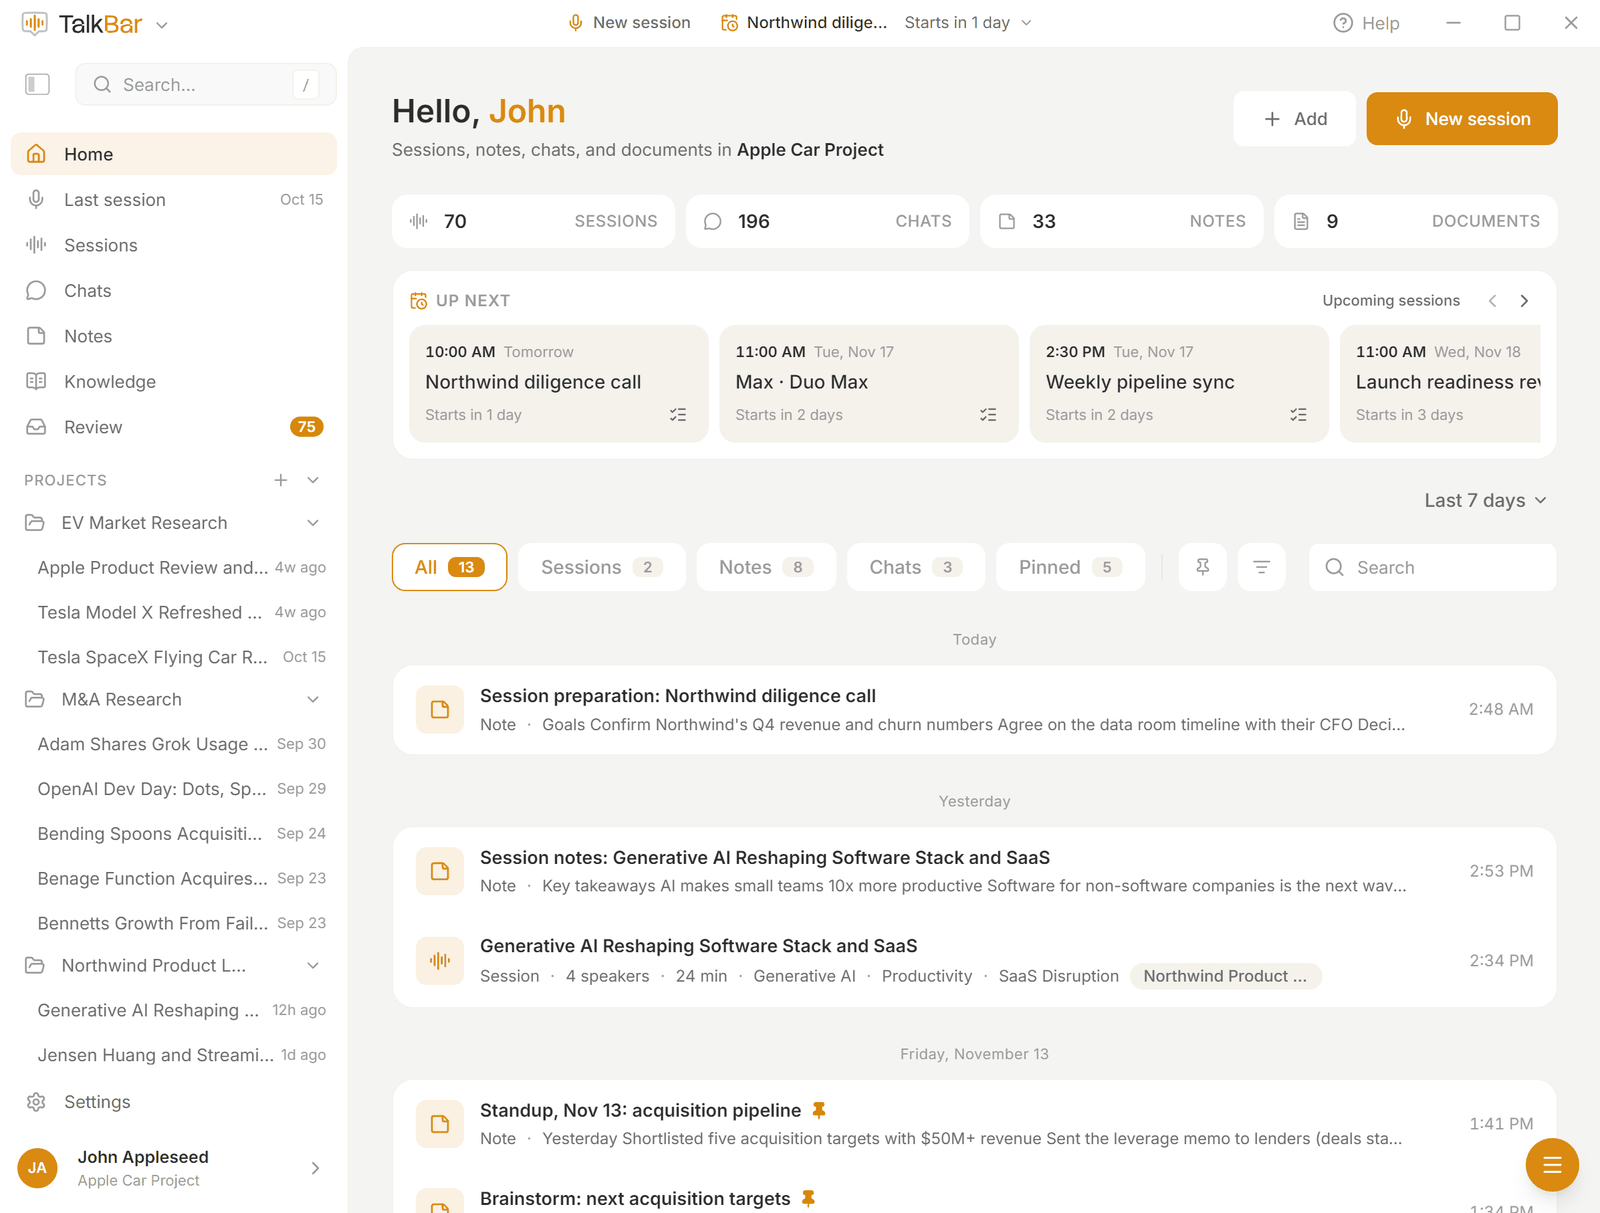 TalkBar
New session
Northwind dilige...
Starts in 1 day
Help
Search...
/
Home
Last session
Oct 15
Sessions
Chats
Notes
Knowledge
Review
75
PROJECTS
EV Market Research
Apple Product Review and... 4w ago
Tesla Model X Refreshed ... 4w ago
Tesla SpaceX Flying Car R... Oct 15
M&A Research
Adam Shares Grok Usage ... Sep 30
OpenAI Dev Day: Dots, Sp... Sep 29
Bending Spoons Acquisiti... Sep 24
Benage Function Acquires... Sep 23
Bennetts Growth From Fail... Sep 23
Northwind Product L...
Generative AI Reshaping ... 12h ago
Jensen Huang and Streami... 1d ago
Settings
JA
John Appleseed
Apple Car Project
Hello, John
Sessions, notes, chats, and documents in Apple Car Project
Add
New session
70 SESSIONS
196 CHATS
33 NOTES
9 DOCUMENTS
UP NEXT
Upcoming sessions
10:00 AM Tomorrow
Northwind diligence call
Starts in 1 day
11:00 AM Tue, Nov 17
Max · Duo Max
Starts in 2 days
2:30 PM Tue, Nov 17
Weekly pipeline sync
Starts in 2 days
11:00 AM Wed, Nov 18
Launch readiness
Starts in 3 days
Last 7 days
All 13
Sessions 2
Notes 8
Chats 3
Pinned 5
Search
Today
Session preparation: Northwind diligence call
Note · Goals Confirm Northwind's Q4 revenue and churn numbers Agree on the data room timeline with their CFO Deci...
2:48 AM
Yesterday
Session notes: Generative AI Reshaping Software Stack and SaaS
Note · Key takeaways AI makes small teams 10x more productive Software for non-software companies is the next wav...
2:53 PM
Generative AI Reshaping Software Stack and SaaS
Session · 4 speakers · 24 min · Generative AI · Productivity · SaaS Disruption Northwind Product ...
2:34 PM
Friday, November 13
Standup, Nov 13: acquisition pipeline
Note · Yesterday Shortlisted five acquisition targets with $50M+ revenue Sent the leverage memo to lenders (deals sta...
1:41 PM
Brainstorm: next acquisition targets
1:34 PM